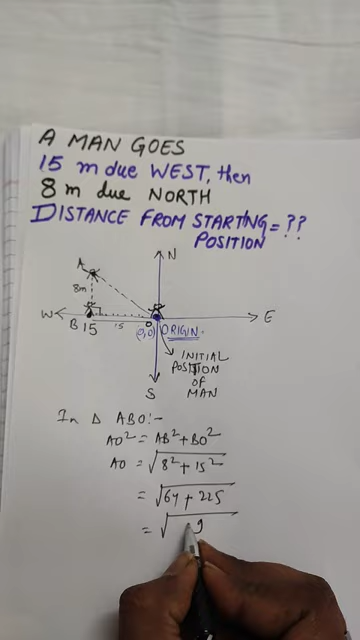 A MAN GOES
15 m due WEST, then
8 m due NORTH
DISTANCE FROM STARTING = ??
POSITION
N
A
8m
W
E
B 15
15
O
(0,0) ORIGIN.
INITIAL
POSITION
OF
MAN
S
In Δ ABO:-
AO² = AB² + BO²
AO = √8² + 15²
= √64 + 225
= √ 9